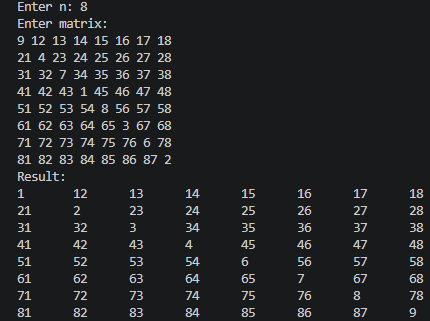 Enter n: 8
Enter matrix:
9 12 13 14 15 16 17 18
21 4 23 24 25 26 27 28
31 32 7 34 35 36 37 38
41 42 43 1 45 46 47 48
51 52 53 54 8 56 57 58
61 62 63 64 65 3 67 68
71 72 73 74 75 76 6 78
81 82 83 84 85 86 87 2
Result:
1 12 13 14 15 16 17 18
21 2 23 24 25 26 27 28
31 32 3 34 35 36 37 38
41 42 43 4 45 46 47 48
51 52 53 54 6 56 57 58
61 62 63 64 65 7 67 68
71 72 73 74 75 76 8 78
81 82 83 84 85 86 87 9